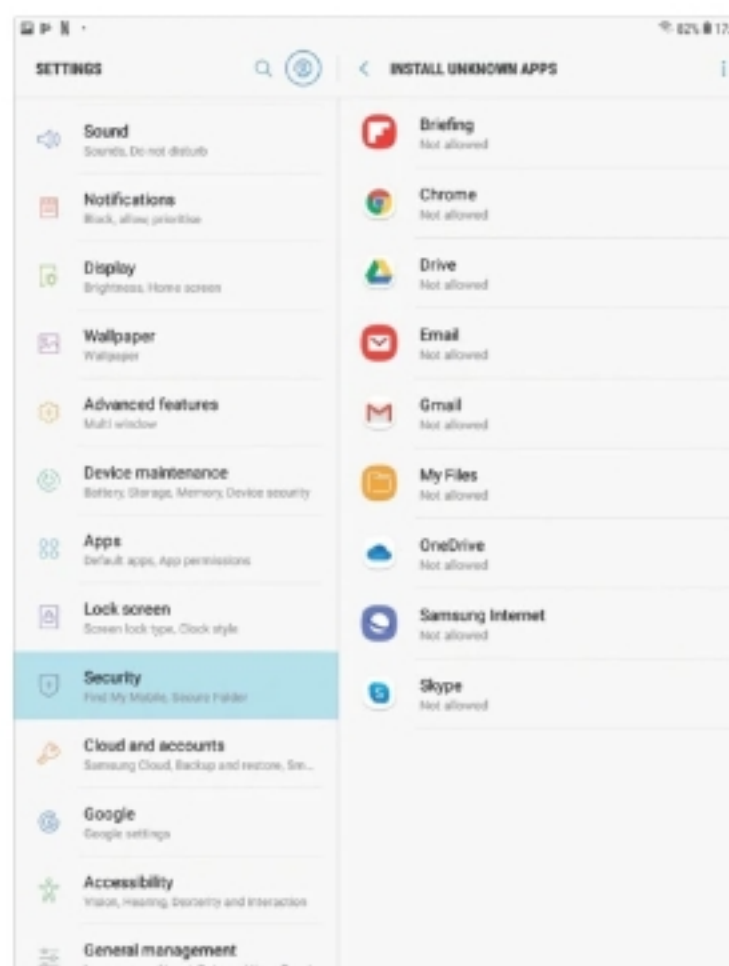 82% 17:
SETTINGS
Sound
Sounds, Do not disturb
Notifications
Block, allow, prioritise
Display
Brightness, Home screen
Wallpaper
Wallpaper
Advanced features
Multi window
Device maintenance
Battery, Storage, Memory, Device security
Apps
Default apps, App permissions
Lock screen
Screen lock type, Clock style
Security
Find My Mobile, Secure Folder
Cloud and accounts
Samsung Cloud, Backup and restore, Sm...
Google
Google settings
Accessibility
Vision, Hearing, Dexterity and interaction
General management
INSTALL UNKNOWN APPS
Briefing
Not allowed
Chrome
Not allowed
Drive
Not allowed
Email
Not allowed
Gmail
Not allowed
My Files
Not allowed
OneDrive
Not allowed
Samsung Internet
Not allowed
Skype
Not allowed